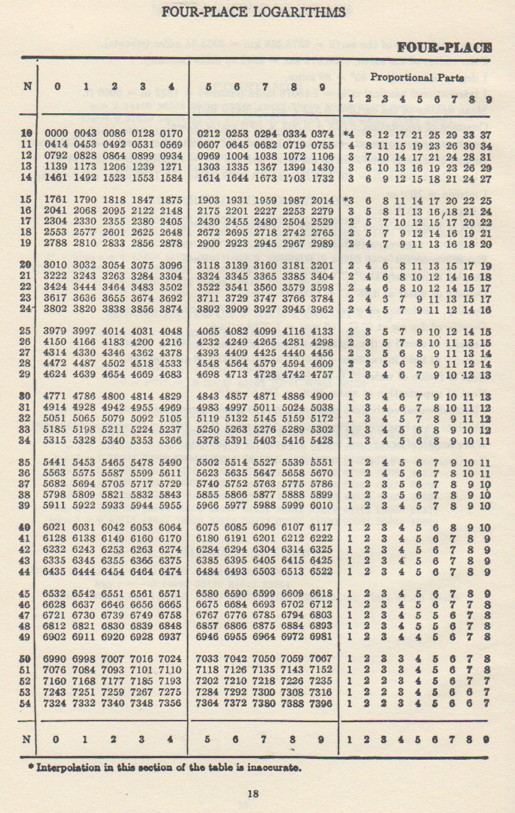 FOUR-PLACE LOGARITHMS
FOUR-PLACE
Proportional Parts
N 0 1 2 3 4 5 6 7 8 9 1 2 3 4 5 6 7 8 9
10 0000 0043 0086 0128 0170 0212 0253 0294 0334 0374 *4 8 12 17 21 25 29 33 37
11 0414 0453 0492 0531 0569 0607 0645 0682 0719 0755 4 8 11 15 19 23 26 30 34
12 0792 0828 0864 0899 0934 0969 1004 1038 1072 1106 3 7 10 14 17 21 24 28 31
13 1139 1173 1206 1239 1271 1303 1335 1367 1399 1430 3 6 10 13 16 19 23 26 29
14 1461 1492 1523 1553 1584 1614 1644 1673 1703 1732 3 6 9 12 15 18 21 24 27
15 1761 1790 1818 1847 1875 1903 1931 1959 1987 2014 *3 6 8 11 14 17 20 22 25
16 2041 2068 2095 2122 2148 2175 2201 2227 2253 2279 3 5 8 11 13 16 18 21 24
17 2304 2330 2355 2380 2405 2430 2455 2480 2504 2529 2 5 7 10 12 15 17 20 22
18 2553 2577 2601 2625 2648 2672 2695 2718 2742 2765 2 5 7 9 12 14 16 19 21
19 2788 2810 2833 2856 2878 2900 2923 2945 2967 2989 2 4 7 9 11 13 16 18 20
20 3010 3032 3054 3075 3096 3118 3139 3160 3181 3201 2 4 6 8 11 13 15 17 19
21 3222 3243 3263 3284 3304 3324 3345 3365 3385 3404 2 4 6 8 10 12 14 16 18
22 3424 3444 3464 3483 3502 3522 3541 3560 3579 3598 2 4 6 8 10 12 14 15 17
23 3617 3636 3655 3674 3692 3711 3729 3747 3766 3784 2 4 6 7 9 11 13 15 17
24 3802 3820 3838 3856 3874 3892 3909 3927 3945 3962 2 4 5 7 9 11 12 14 16
25 3979 3997 4014 4031 4048 4065 4082 4099 4116 4133 2 3 5 7 9 10 12 14 15
26 4150 4166 4183 4200 4216 4232 4249 4265 4281 4298 2 3 5 7 8 10 11 13 15
27 4314 4330 4346 4362 4378 4393 4409 4425 4440 4456 2 3 5 6 8 9 11 13 14
28 4472 4487 4502 4518 4533 4548 4564 4579 4594 4609 2 3 5 6 8 9 11 12 14
29 4624 4639 4654 4669 4683 4698 4713 4728 4742 4757 1 3 4 6 7 9 10 12 13
30 4771 4786 4800 4814 4829 4843 4857 4871 4886 4900 1 3 4 6 7 9 10 11 13
31 4914 4928 4942 4955 4969 4983 4997 5011 5024 5038 1 3 4 6 7 8 10 11 12
32 5051 5065 5079 5092 5105 5119 5132 5145 5159 5172 1 3 4 5 7 8 9 11 12
33 5185 5198 5211 5224 5237 5250 5263 5276 5289 5302 1 3 4 5 6 8 9 10 12
34 5315 5328 5340 5353 5366 5378 5391 5403 5416 5428 1 3 4 5 6 8 9 10 11
35 5441 5453 5465 5478 5490 5502 5514 5527 5539 5551 1 2 4 5 6 7 9 10 11
36 5563 5575 5587 5599 5611 5623 5635 5647 5658 5670 1 2 4 5 6 7 8 10 11
37 5682 5694 5705 5717 5729 5740 5752 5763 5775 5786 1 2 3 5 6 7 8 9 10
38 5798 5809 5821 5832 5843 5855 5866 5877 5888 5899 1 2 3 5 6 7 8 9 10
39 5911 5922 5933 5944 5955 5966 5977 5988 5999 6010 1 2 3 4 5 7 8 9 10
40 6021 6031 6042 6053 6064 6075 6085 6096 6107 6117 1 2 3 4 5 6 8 9 10
41 6128 6138 6149 6160 6170 6180 6191 6201 6212 6222 1 2 3 4 5 6 7 8 9
42 6232 6243 6253 6263 6274 6284 6294 6304 6314 6325 1 2 3 4 5 6 7 8 9
43 6335 6345 6355 6365 6375 6385 6395 6405 6415 6425 1 2 3 4 5 6 7 8 9
44 6435 6444 6454 6464 6474 6484 6493 6503 6513 6522 1 2 3 4 5 6 7 8 9
45 6532 6542 6551 6561 6571 6580 6590 6599 6609 6618 1 2 3 4 5 6 7 8 9
46 6628 6637 6646 6656 6665 6675 6684 6693 6702 6712 1 2 3 4 5 6 7 7 8
47 6721 6730 6739 6749 6758 6767 6776 6785 6794 6803 1 2 3 4 5 5 6 7 8
48 6812 6821 6830 6839 6848 6857 6866 6875 6884 6893 1 2 3 4 5 5 6 7 8
49 6902 6911 6920 6928 6937 6946 6955 6964 6972 6981 1 2 3 4 4 5 6 7 8
50 6990 6998 7007 7016 7024 7033 7042 7050 7059 7067 1 2 3 3 4 5 6 7 8
51 7076 7084 7093 7101 7110 7118 7126 7135 7143 7152 1 2 3 3 4 5 6 7 8
52 7160 7168 7177 7185 7193 7202 7210 7218 7226 7235 1 2 2 3 4 5 6 7 7
53 7243 7251 7259 7267 7275 7284 7292 7300 7308 7316 1 2 2 3 4 5 6 6 7
54 7324 7332 7340 7348 7356 7364 7372 7380 7388 7396 1 2 2 3 4 5 6 6 7
N 0 1 2 3 4 5 6 7 8 9 1 2 3 4 5 6 7 8 9
* Interpolation in this section of the table is inaccurate.
18